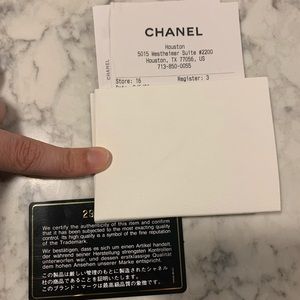 CHANEL
Houston
5015 Westheimer Suite #2200
Houston, TX 77056, US
713-850-0055
Store: 16 Register: 3
CHANEL
We certify the authenticity of this item and confirm
that it has been subjected to the most exacting quality
control. Its high quality is a symbol of the fine reputation
of the Trademark.
Wir bestätigen, dass es sich um einen Artikel handelt,
der während seiner Herstellung strengsten Kontrollen
unterworfen war, und dessen erstklassige Qualität
dem hohen Ansehen unserer Marke entspricht.
この製品は厳しい管理のもとに製造されたシャネル
社の商品であることを証明いたします。
このブランド・マークは最高級品質の象徴で